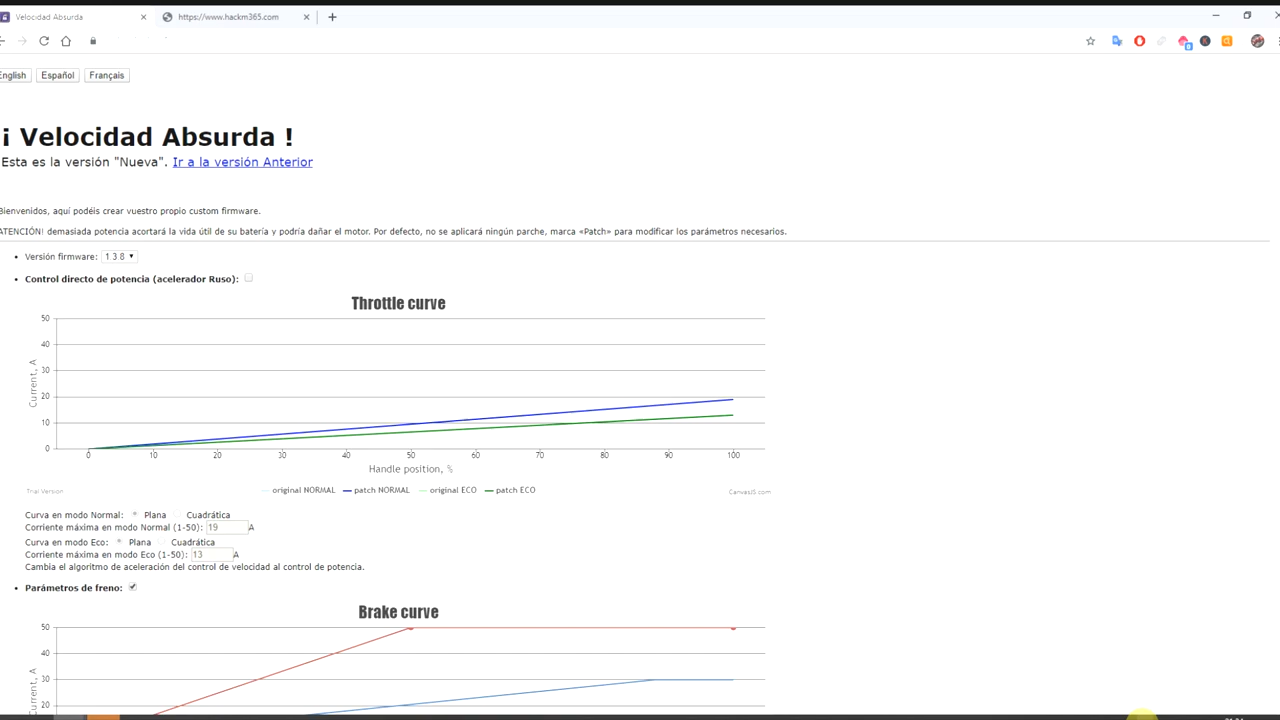 Velocidad Absurda
https://www.hackm365.com
English Español Français
¡ Velocidad Absurda !
Esta es la versión "Nueva". Ir a la versión Anterior
Bienvenidos, aquí podéis crear vuestro propio custom firmware.
ATENCIÓN! demasiada potencia acortará la vida útil de su batería y podría dañar el motor. Por defecto, no se aplicará ningún parche, marca «Patch» para modificar los parámetros necesarios.
Versión firmware: 1 3 8
Control directo de potencia (acelerador Ruso):
Throttle curve
50
40
30
20
10
0
Current, A
0 10 20 30 40 50 60 70 80 90 100
Handle position, %
Trial Version
original NORMAL patch NORMAL original ECO patch ECO
CanvasJS.com
Curva en modo Normal: Plana Cuadrática
Corriente máxima en modo Normal (1-50): 19 A
Curva en modo Eco: Plana Cuadrática
Corriente máxima en modo Eco (1-50): 13 A
Cambia el algoritmo de aceleración del control de velocidad al control de potencia.
Parámetros de freno:
Brake curve
50
40
30
20
Current, A